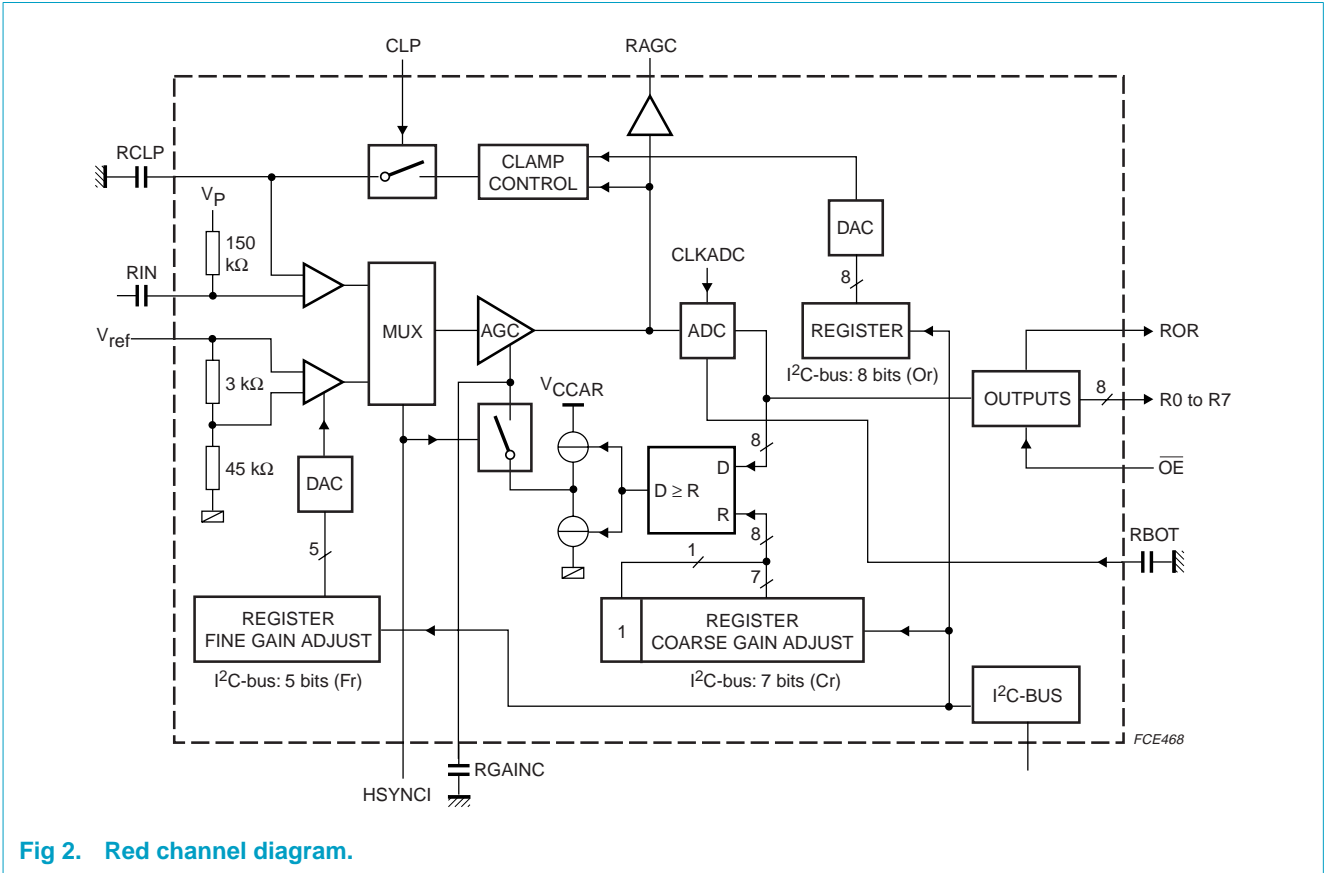 CLP
RAGC
RCLP
CLAMP
CONTROL
VP
150
kΩ
DAC
CLKADC
8
RIN
MUX
AGC
ADC
REGISTER
ROR
Vref
I2C-bus: 8 bits (Or)
3 kΩ
VCCAR
OUTPUTS
8
R0 to R7
8
D
45 kΩ
DAC
D ≥ R
OE
R
8
RBOT
5
1
7
REGISTER
FINE GAIN ADJUST
1
REGISTER
COARSE GAIN ADJUST
I2C-bus: 5 bits (Fr)
I2C-bus: 7 bits (Cr)
I2C-BUS
FCE468
RGAINC
HSYNCI
Fig 2. Red channel diagram.